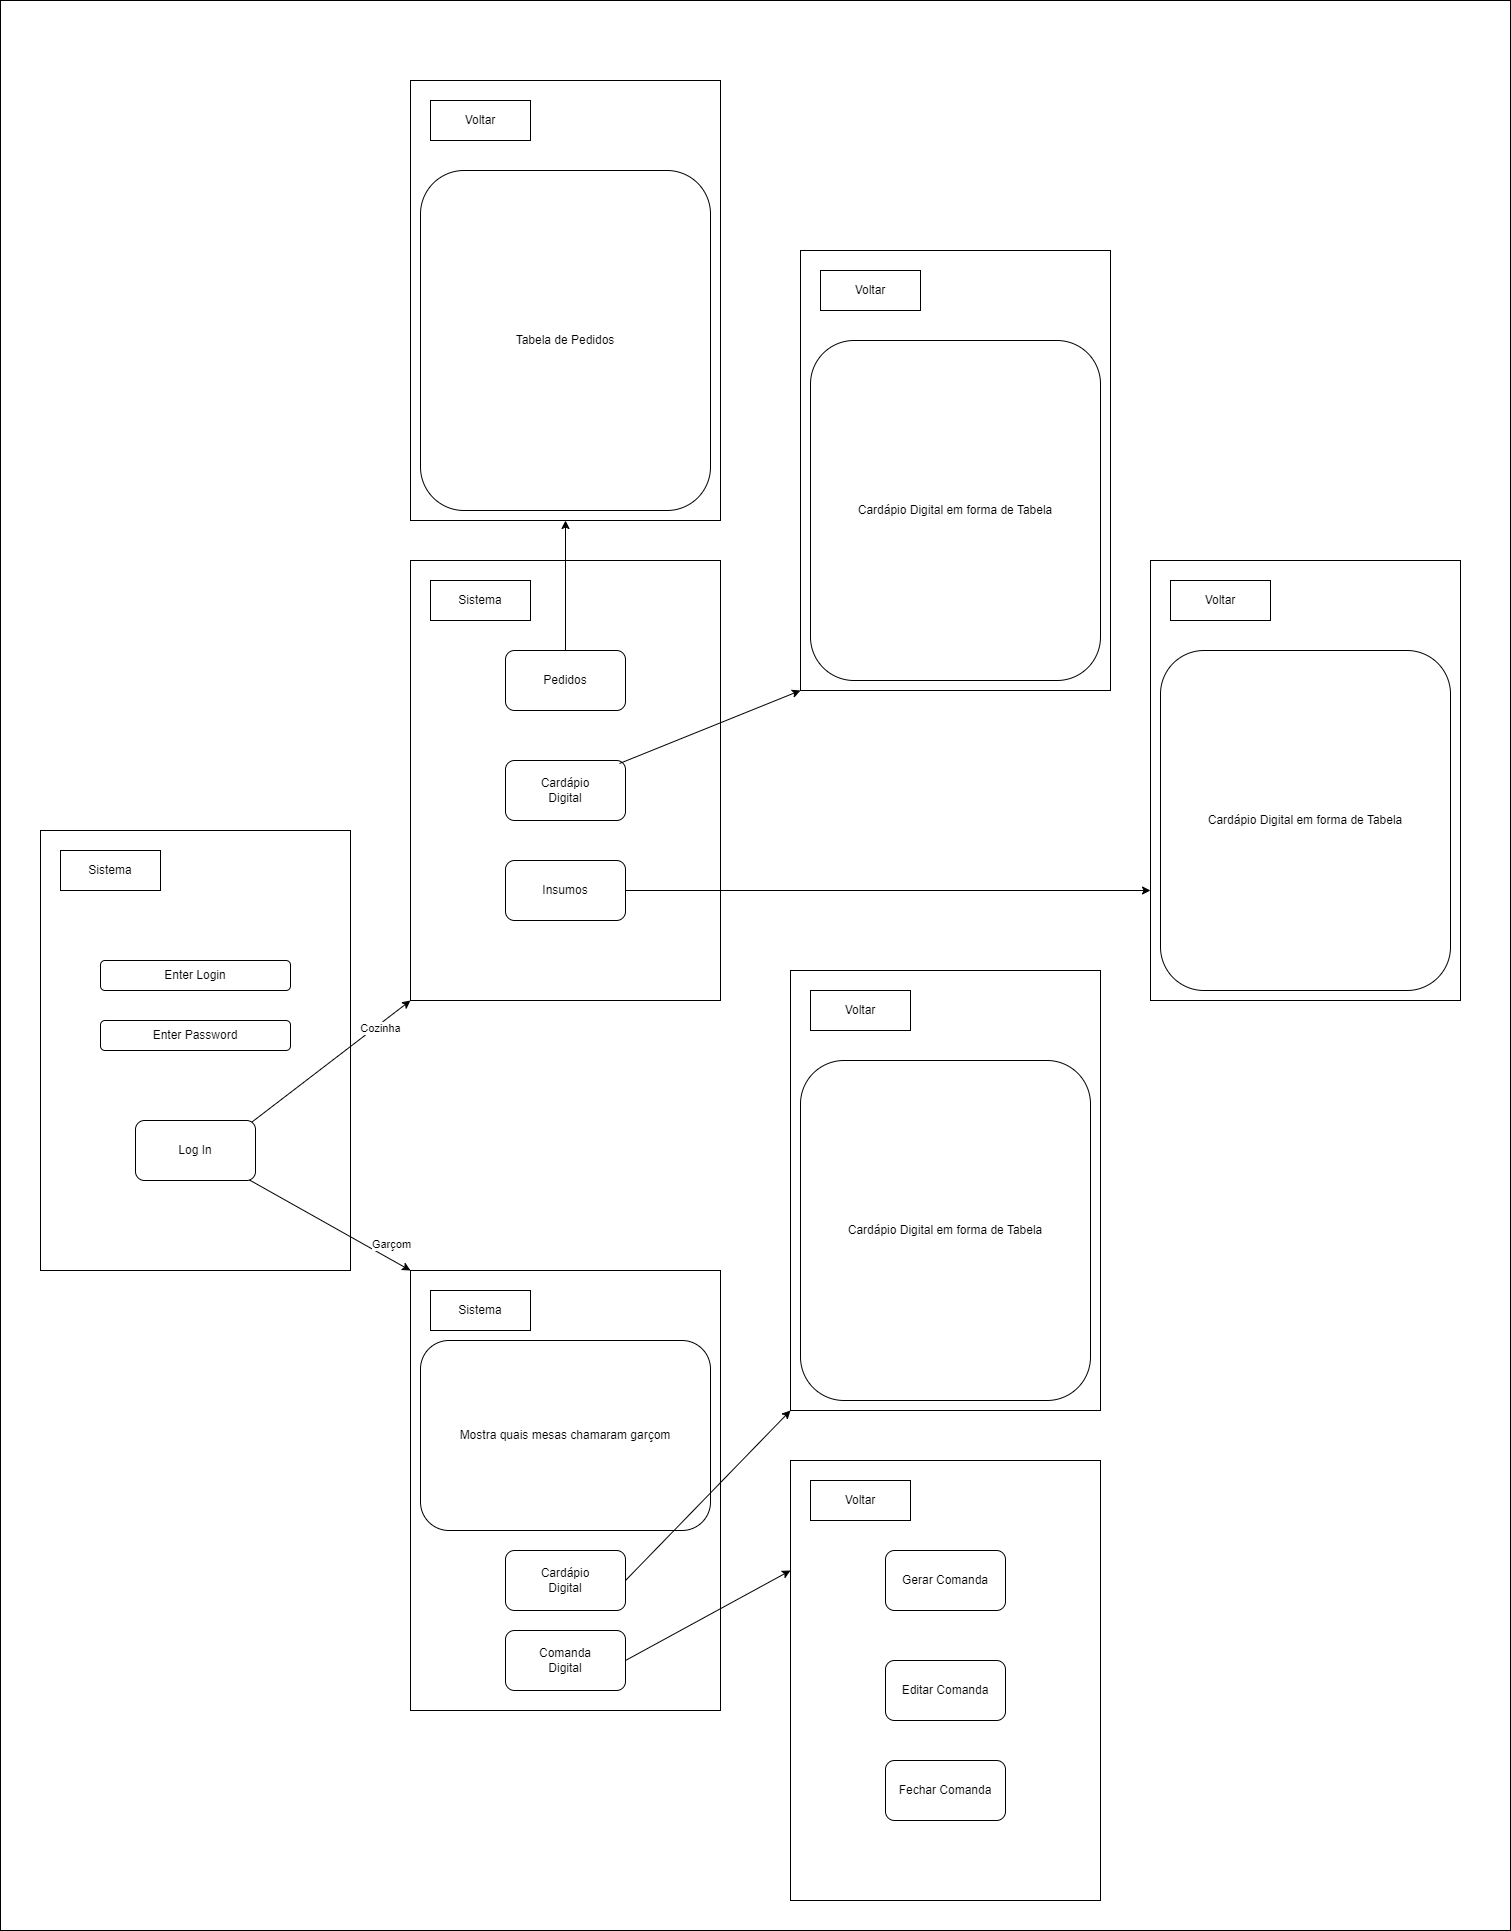 Voltar
Tabela de Pedidos
Voltar
Cardápio Digital em forma de Tabela
Sistema
Pedidos
Cardápio
Digital
Insumos
Voltar
Cardápio Digital em forma de Tabela
Sistema
Enter Login
Enter Password
Log In
Cozinha
Garçom
Voltar
Cardápio Digital em forma de Tabela
Sistema
Mostra quais mesas chamaram garçom
Cardápio
Digital
Comanda
Digital
Voltar
Gerar Comanda
Editar Comanda
Fechar Comanda